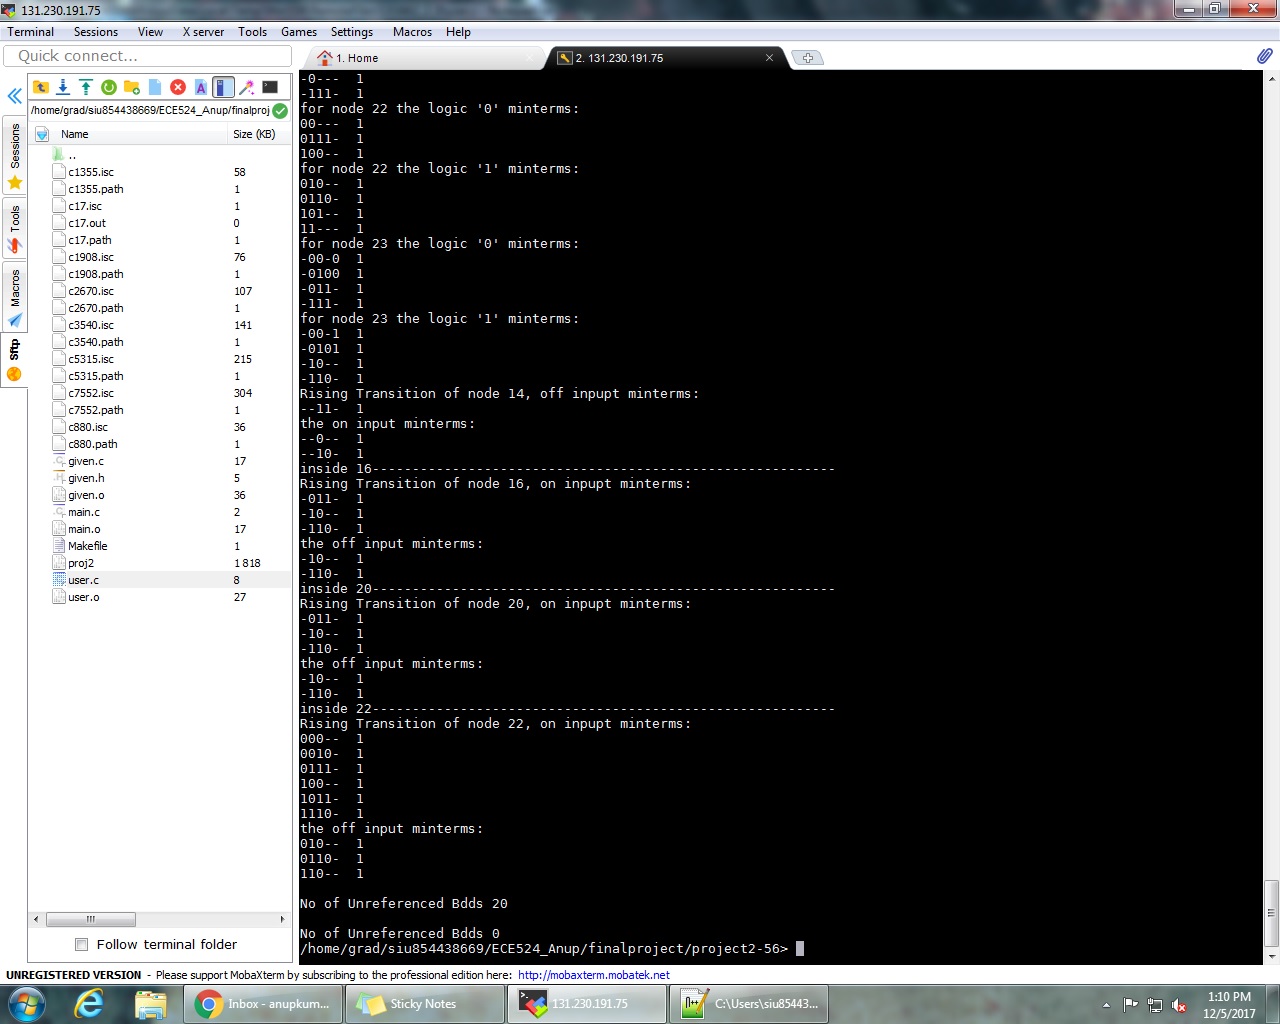 131.230.191.75
Terminal Sessions View X server Tools Games Settings Macros Help
Quick connect...
1. Home
2. 131.230.191.75
/home/grad/siu854438669/ECE524_Anup/finalproj
Name Size (KB)
..
c1355.isc 58
c1355.path 1
c17.isc 1
c17.out 0
c17.path 1
c1908.isc 76
c1908.path 1
c2670.isc 107
c2670.path 1
c3540.isc 141
c3540.path 1
c5315.isc 215
c5315.path 1
c7552.isc 304
c7552.path 1
c880.isc 36
c880.path 1
given.c 17
given.h 5
given.o 36
main.c 2
main.o 17
Makefile 1
proj2 1 818
user.c 8
user.o 27
Sessions
Tools
Macros
Sftp
Follow terminal folder
-0--- 1
-111- 1
for node 22 the logic '0' minterms:
00--- 1
0111- 1
100-- 1
for node 22 the logic '1' minterms:
010-- 1
0110- 1
101-- 1
11--- 1
for node 23 the logic '0' minterms:
-00-0 1
-0100 1
-011- 1
-111- 1
for node 23 the logic '1' minterms:
-00-1 1
-0101 1
-10-- 1
-110- 1
Rising Transition of node 14, off inpupt minterms:
--11- 1
the on input minterms:
--0-- 1
--10- 1
inside 16----------------------------------------------------------
Rising Transition of node 16, on inpupt minterms:
-011- 1
-10-- 1
-110- 1
the off input minterms:
-10-- 1
-110- 1
inside 20----------------------------------------------------------
Rising Transition of node 20, on inpupt minterms:
-011- 1
-10-- 1
-110- 1
the off input minterms:
-10-- 1
-110- 1
inside 22----------------------------------------------------------
Rising Transition of node 22, on inpupt minterms:
000-- 1
0010- 1
0111- 1
100-- 1
1011- 1
1110- 1
the off input minterms:
010-- 1
0110- 1
110-- 1
No of Unreferenced Bdds 20
No of Unreferenced Bdds 0
/home/grad/siu854438669/ECE524_Anup/finalproject/project2-56>
UNREGISTERED VERSION - Please support MobaXterm by subscribing to the professional edition here: http://mobaxterm.mobatek.net
Inbox - anupkum...
Sticky Notes
131.230.191.75
C:\Users\siu85443...
1:10 PM
12/5/2017